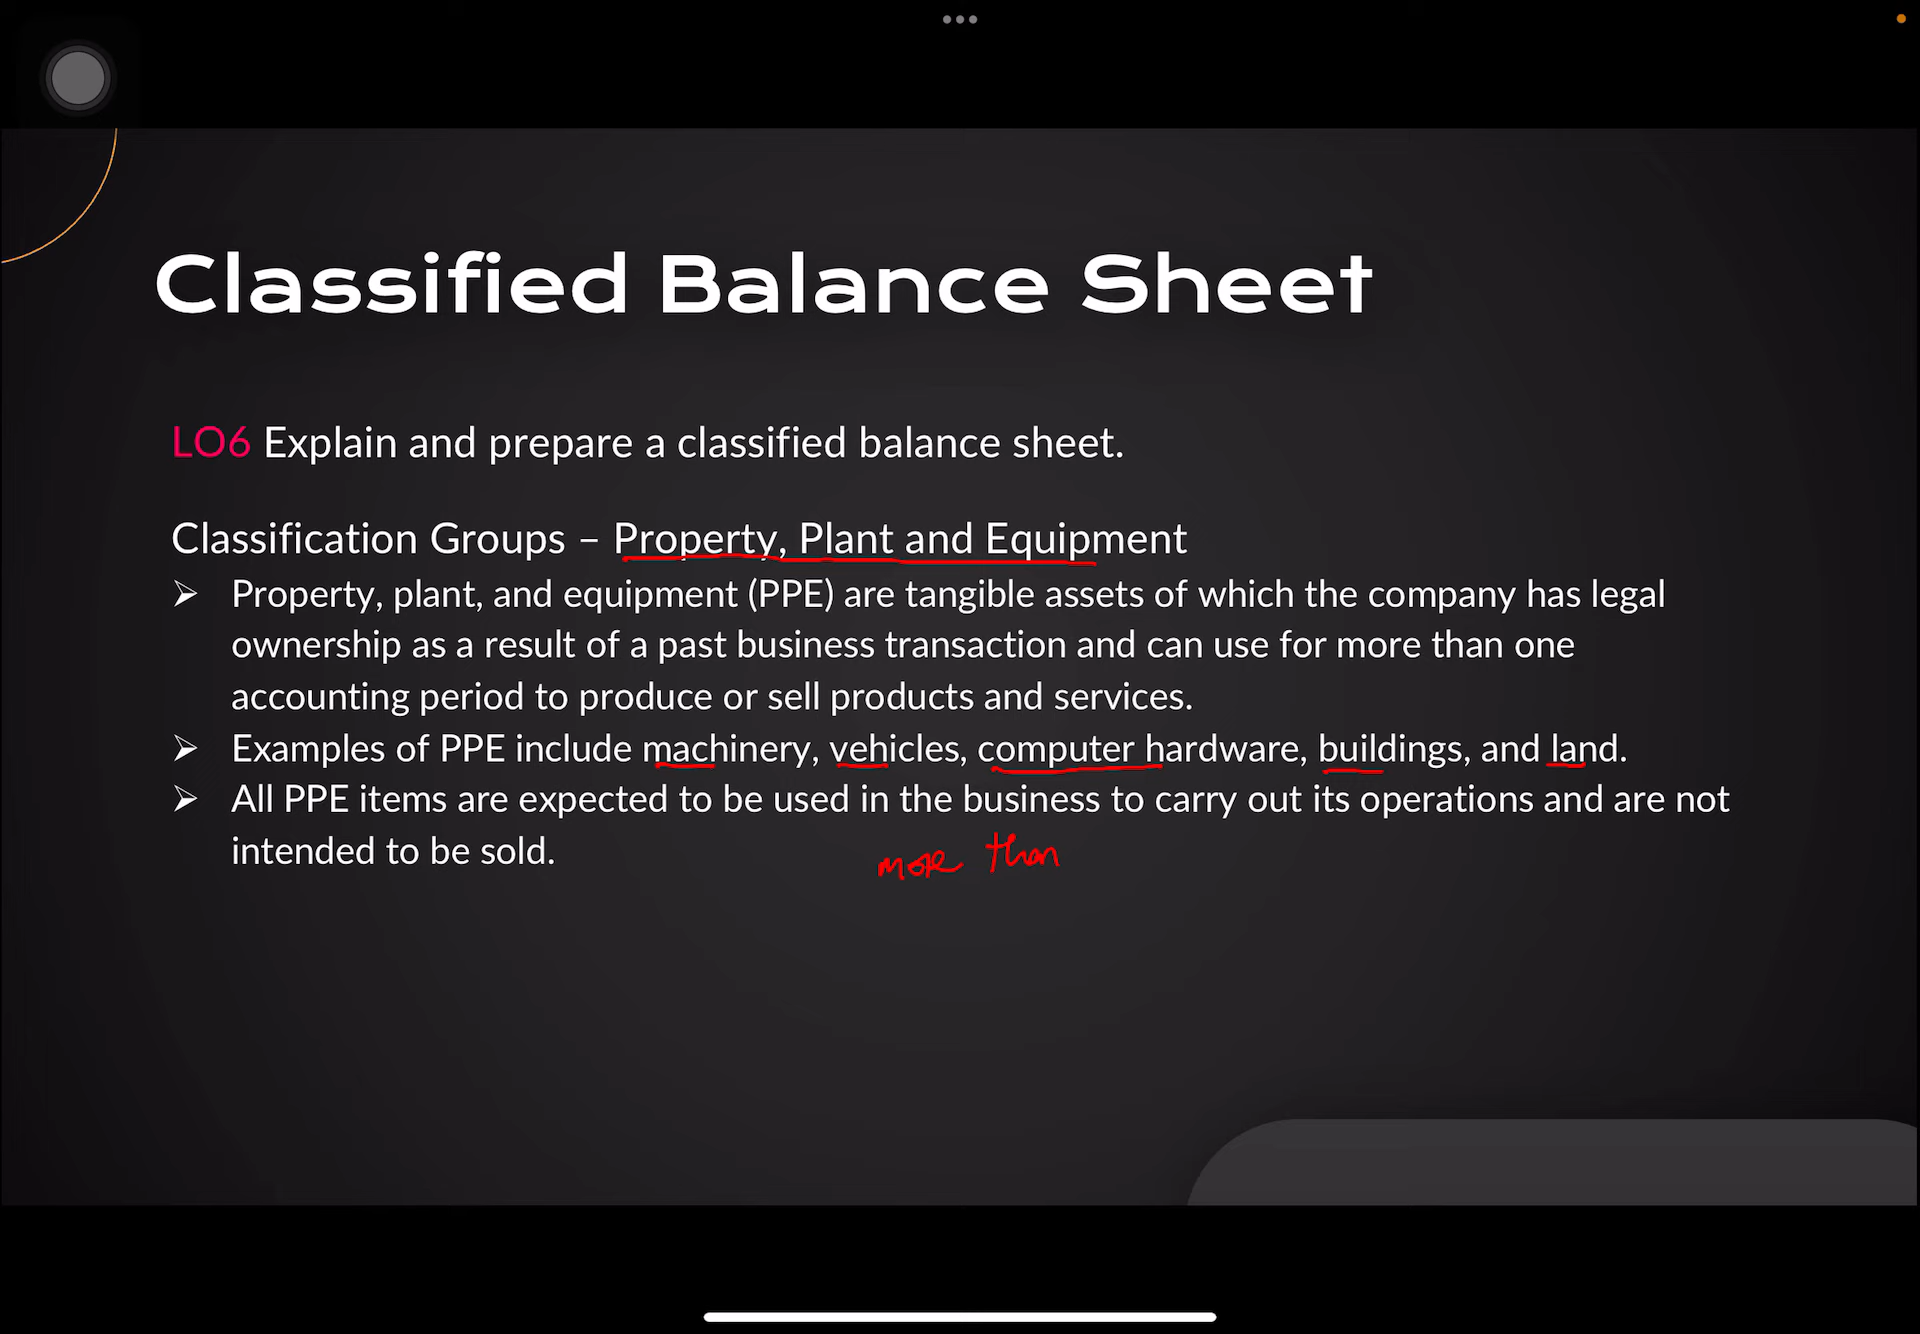 Classified Balance Sheet
LO6 Explain and prepare a classified balance sheet.
Classification Groups – Property, Plant and Equipment
➢ Property, plant, and equipment (PPE) are tangible assets of which the company has legal
ownership as a result of a past business transaction and can use for more than one
accounting period to produce or sell products and services.
➢ Examples of PPE include machinery, vehicles, computer hardware, buildings, and land.
➢ All PPE items are expected to be used in the business to carry out its operations and are not
intended to be sold.
more than